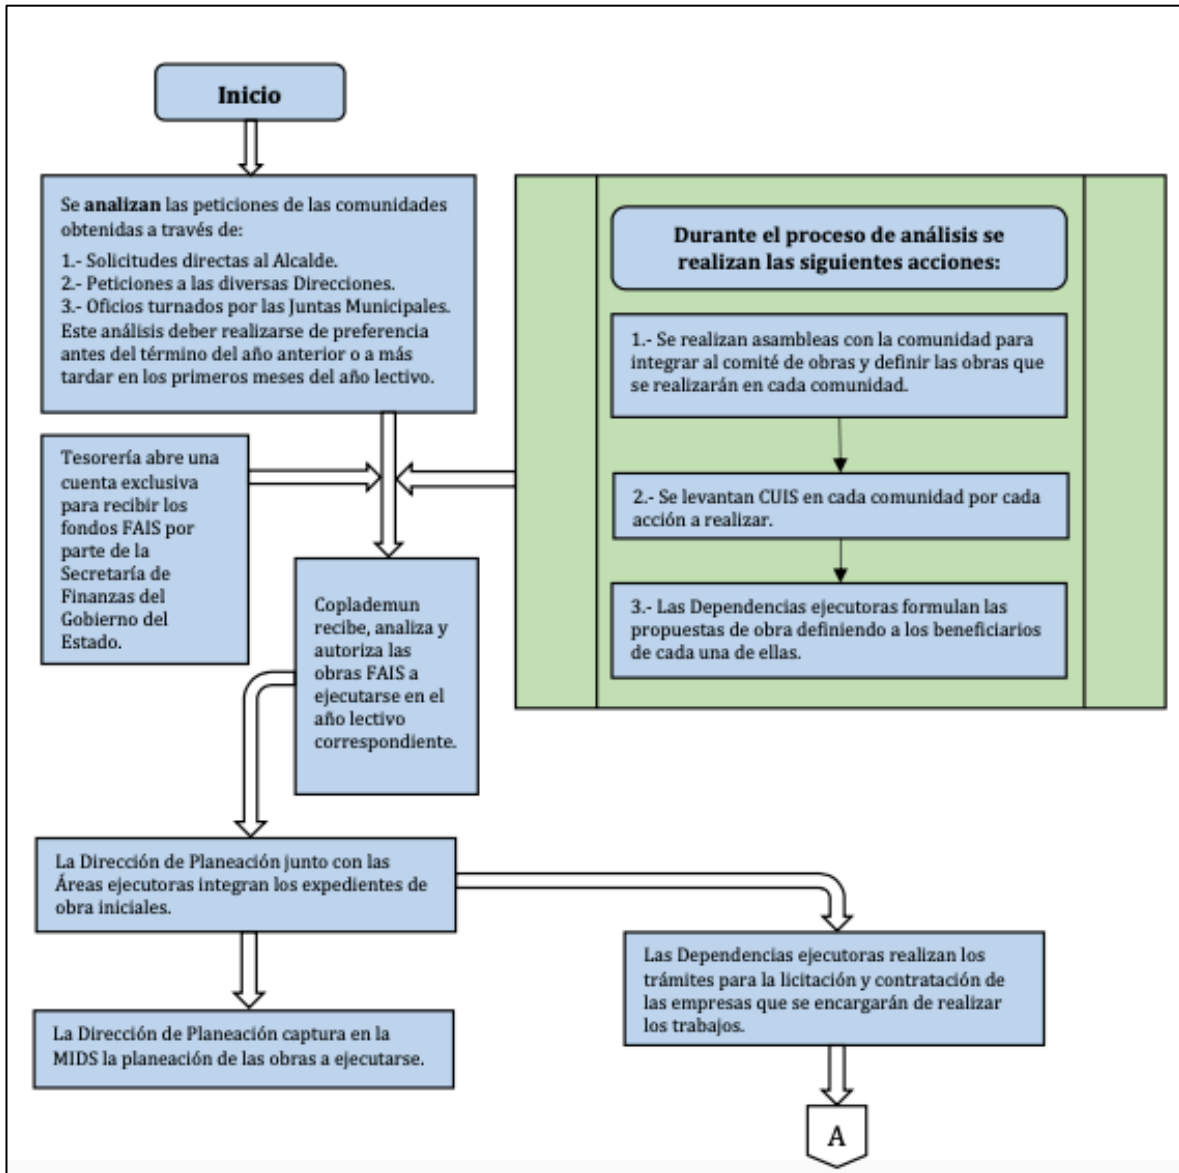 Inicio
Se analizan las peticiones de las comunidades
obtenidas a través de:
1.- Solicitudes directas al Alcalde.
2.- Peticiones a las diversas Direcciones.
3.- Oficios turnados por las Juntas Municipales.
Este análisis deber realizarse de preferencia
antes del término del año anterior o a más
tardar en los primeros meses del año lectivo.
Durante el proceso de análisis se
realizan las siguientes acciones:
1.- Se realizan asambleas con la comunidad para
integrar al comité de obras y definir las obras que
se realizarán en cada comunidad.
2.- Se levantan CUIS en cada comunidad por cada
acción a realizar.
3.- Las Dependencias ejecutoras formulan las
propuestas de obra definiendo a los beneficiarios
de cada una de ellas.
Tesorería abre una
cuenta exclusiva
para recibir los
fondos FAIS por
parte de la
Secretaría de
Finanzas del
Gobierno del
Estado.
Coplademun
recibe, analiza y
autoriza las
obras FAIS a
ejecutarse en el
año lectivo
correspondiente.
La Dirección de Planeación junto con las
Áreas ejecutoras integran los expedientes de
obra iniciales.
La Dirección de Planeación captura en la
MIDS la planeación de las obras a ejecutarse.
Las Dependencias ejecutoras realizan los
trámites para la licitación y contratación de
las empresas que se encargarán de realizar
los trabajos.
A